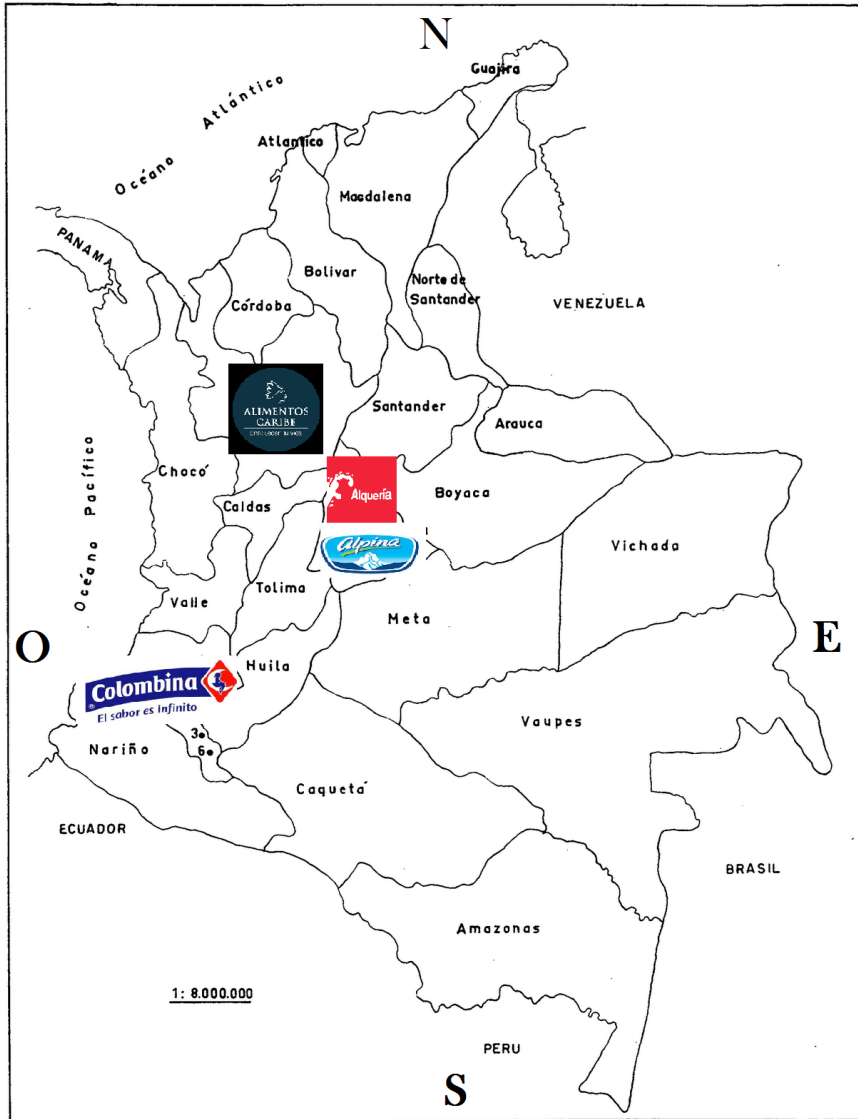 N
Guajira
Océano Atlántico
Atlantico
Magdalena
PANAMA
Bolivar
Norte de
Santander
Córdoba
VENEZUELA
ALIMENTOS
CARIBE
Santander
Arauca
Océano Pacífico
Chocó
Alquería
Boyaca
Caldas
alpina
Vichada
Tolima
Valle
Meta
O
E
Huila
Colombina
®
El sabor es infinito
Vaupes
3
Nariño
6
Caquetá
ECUADOR
BRASIL
Amazonas
1: 8.000.000
PERU
S